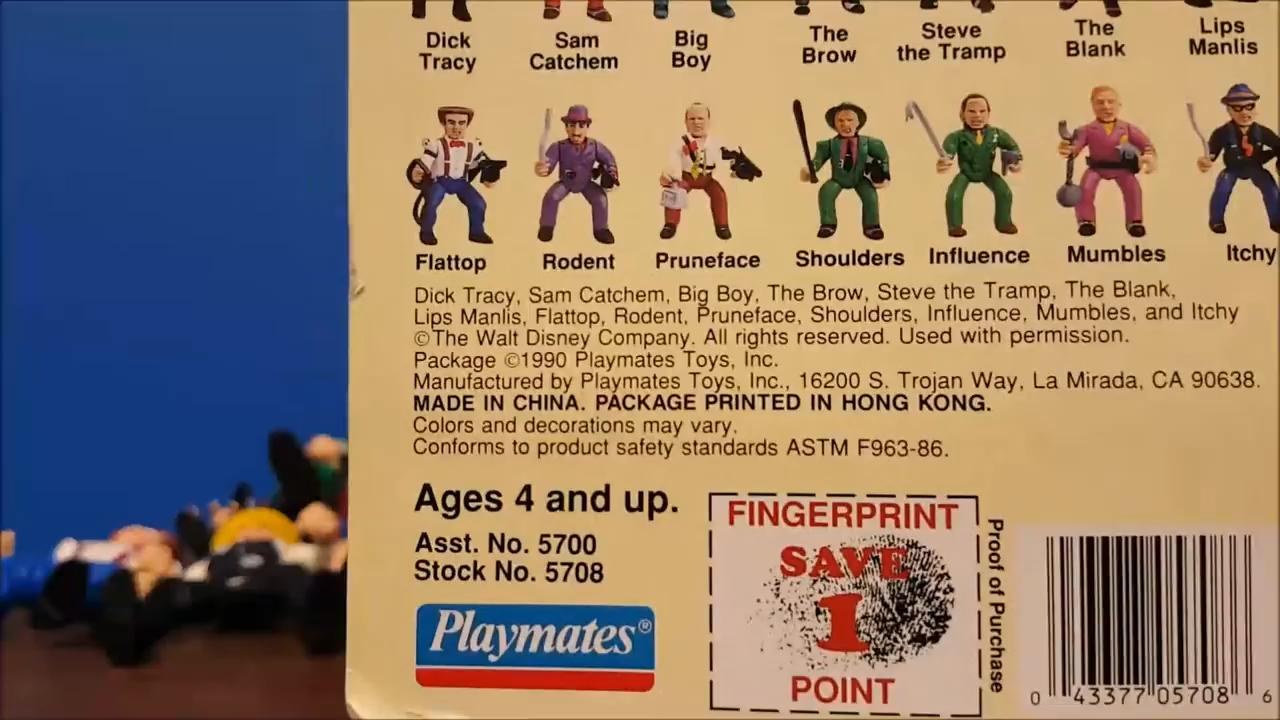 Dick Tracy
Sam Catchem
Big Boy
The Brow
Steve the Tramp
The Blank
Lips Manlis
Flattop
Rodent
Pruneface
Shoulders
Influence
Mumbles
Itchy
Dick Tracy, Sam Catchem, Big Boy, The Brow, Steve the Tramp, The Blank,
Lips Manlis, Flattop, Rodent, Pruneface, Shoulders, Influence, Mumbles, and Itchy
©The Walt Disney Company. All rights reserved. Used with permission.
Package ©1990 Playmates Toys, Inc.
Manufactured by Playmates Toys, Inc., 16200 S. Trojan Way, La Mirada, CA 90638.
MADE IN CHINA. PACKAGE PRINTED IN HONG KONG.
Colors and decorations may vary.
Conforms to product safety standards ASTM F963-86.
Ages 4 and up.
Asst. No. 5700
Stock No. 5708
Playmates®
FINGERPRINT
SAVE
1
POINT
Proof of Purchase
0 43377 05708 6